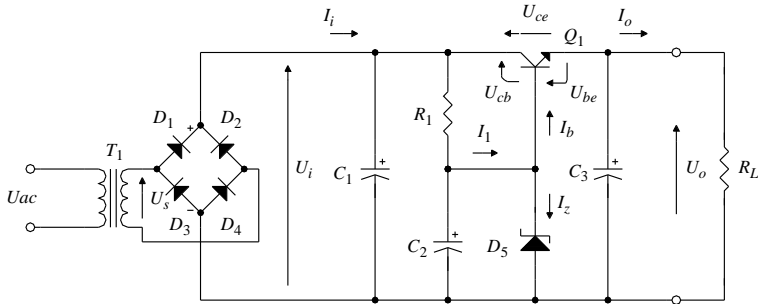 U_ce
I_i
Q_1
I_o
D_1
D_2
+
U_cb
U_be
R_1
T_1
I_1
I_b
+
+
Uac
U_s
U_i
C_1
C_3
U_o
R_L
D_3
−
D_4
I_z
+
C_2
D_5